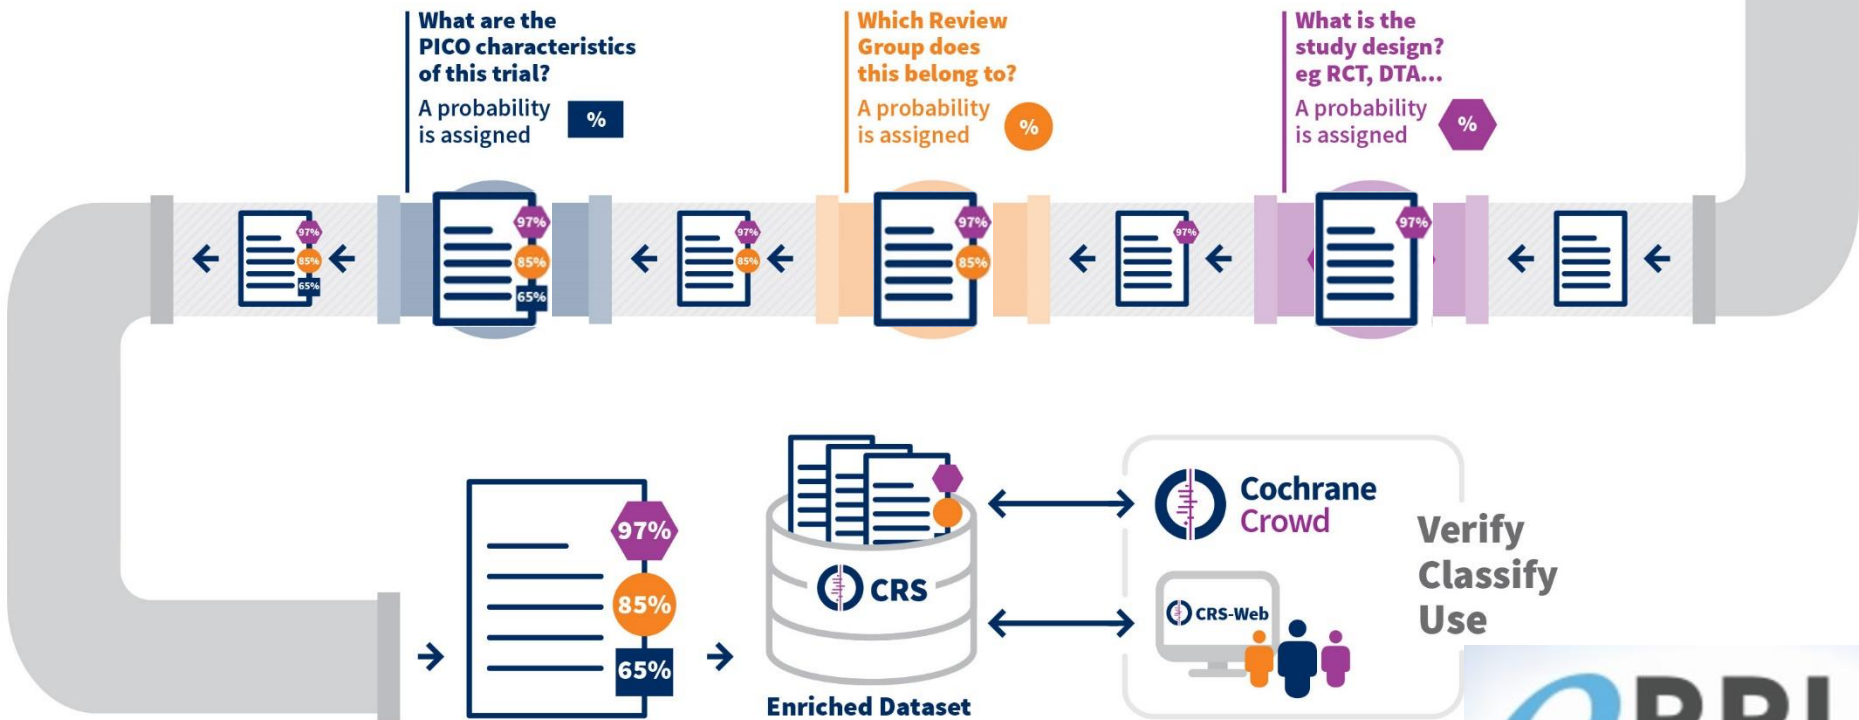 What are the
PICO characteristics
of this trial?
A probability
is assigned
%
Which Review
Group does
this belong to?
A probability
is assigned
%
What is the
study design?
eg RCT, DTA...
A probability
is assigned
%
97%
85%
65%
97%
85%
65%
97%
85%
97%
85%
97%
97%
97%
85%
65%
CRS
Enriched Dataset
Cochrane
Crowd
CRS-Web
Verify
Classify
Use